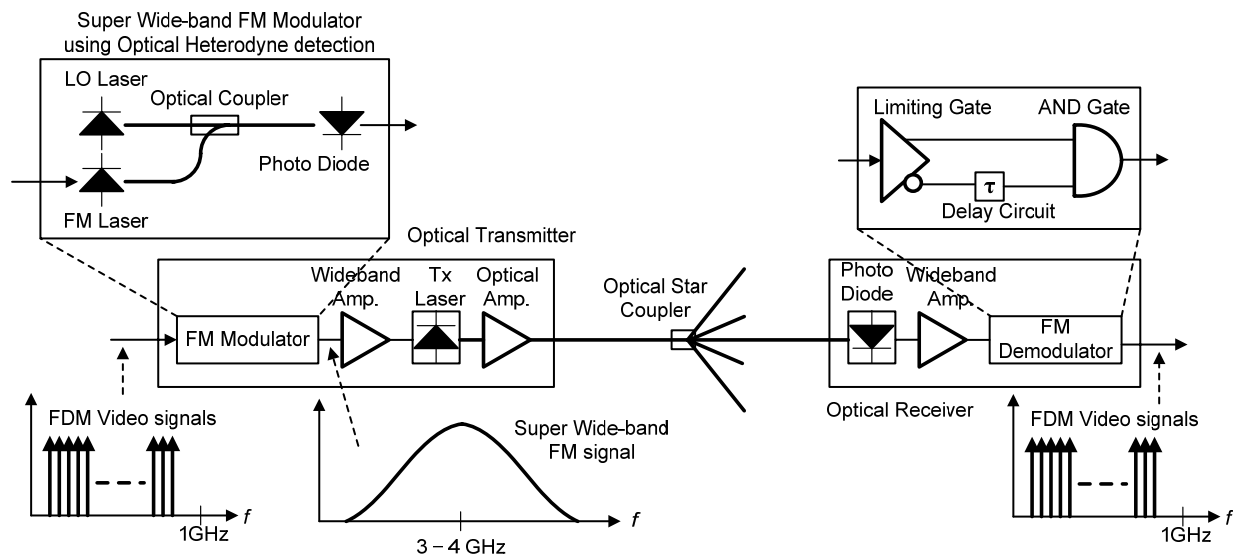 Super Wide-band FM Modulator
using Optical Heterodyne detection
LO Laser
Optical Coupler
Photo Diode
FM Laser
Limiting Gate
AND Gate
τ
Delay Circuit
Optical Transmitter
Wideband
Amp.
Tx
Laser
Optical
Amp.
FM Modulator
Optical Star
Coupler
Photo
Diode
Wideband
Amp.
FM
Demodulator
Optical Receiver
FDM Video signals
f
1GHz
Super Wide-band
FM signal
f
3 – 4 GHz
FDM Video signals
f
1GHz